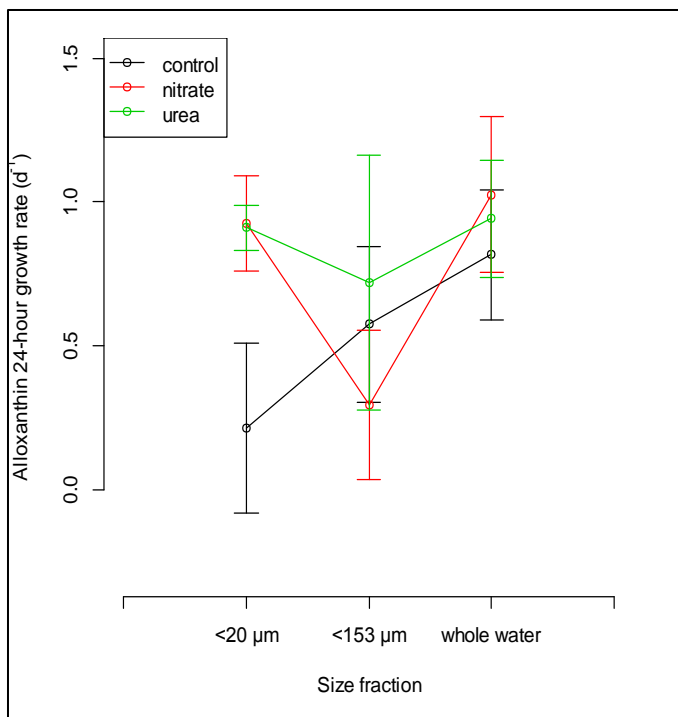 1.5
control
nitrate
urea
1.0
0.5
0.0
Alloxanthin 24-hour growth rate (d⁻¹)
<20 µm <153 µm whole water
Size fraction